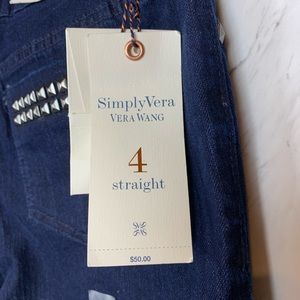 SimplyVera
VERA WANG
4
straight
$50.00